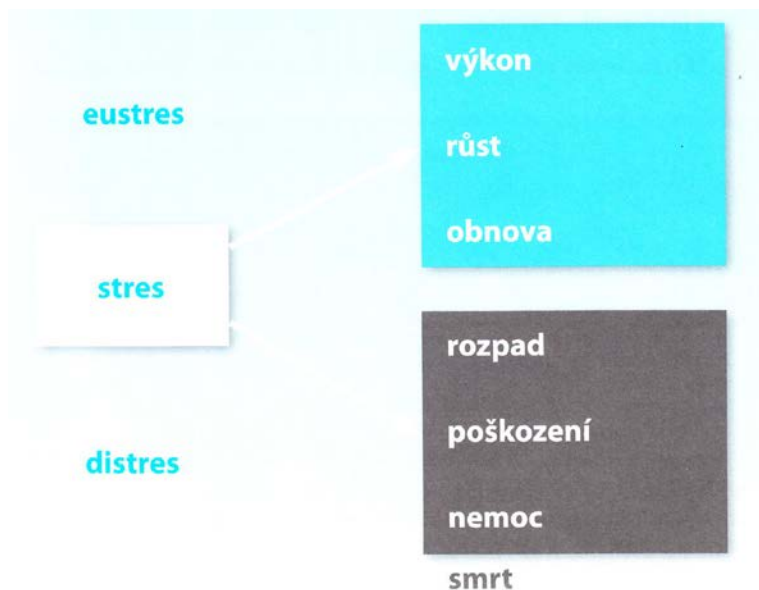 eustres
stres
distres
výkon
růst
obnova
rozpad
poškození
nemoc
smrt